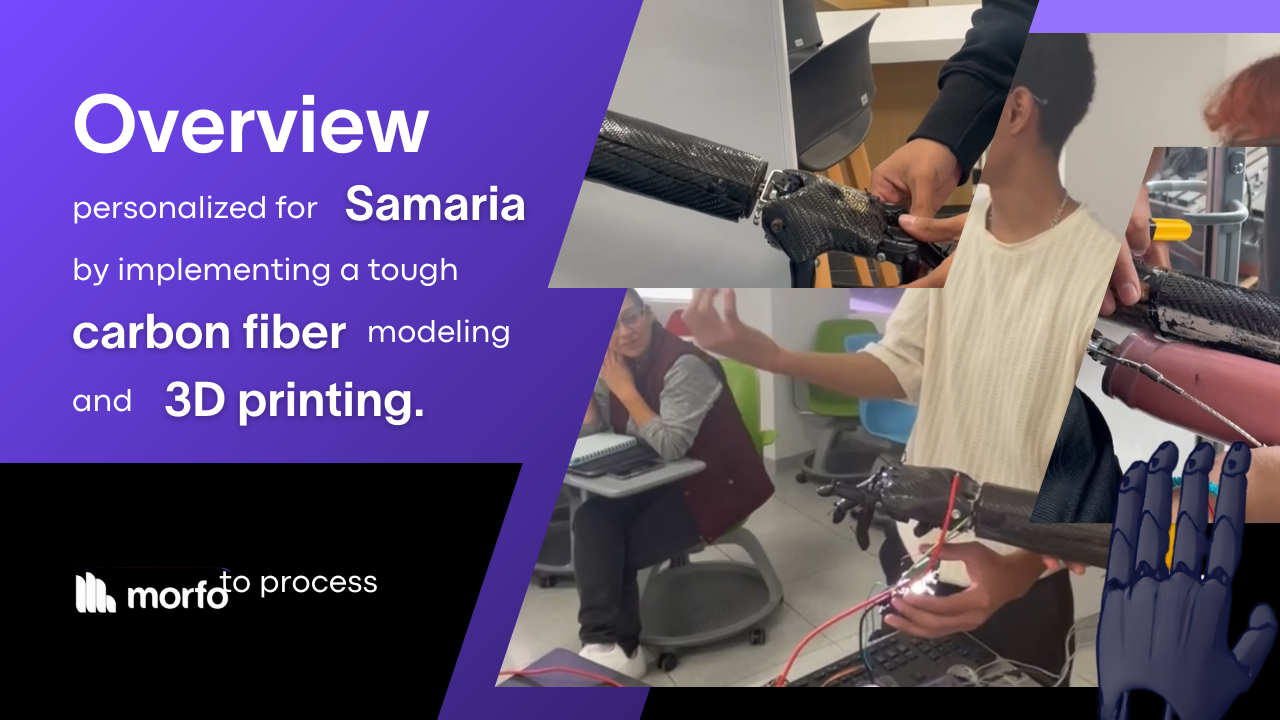 Overview
personalized for Samaria
by implementing a tough
carbon fiber modeling
and 3D printing.
morfo to process